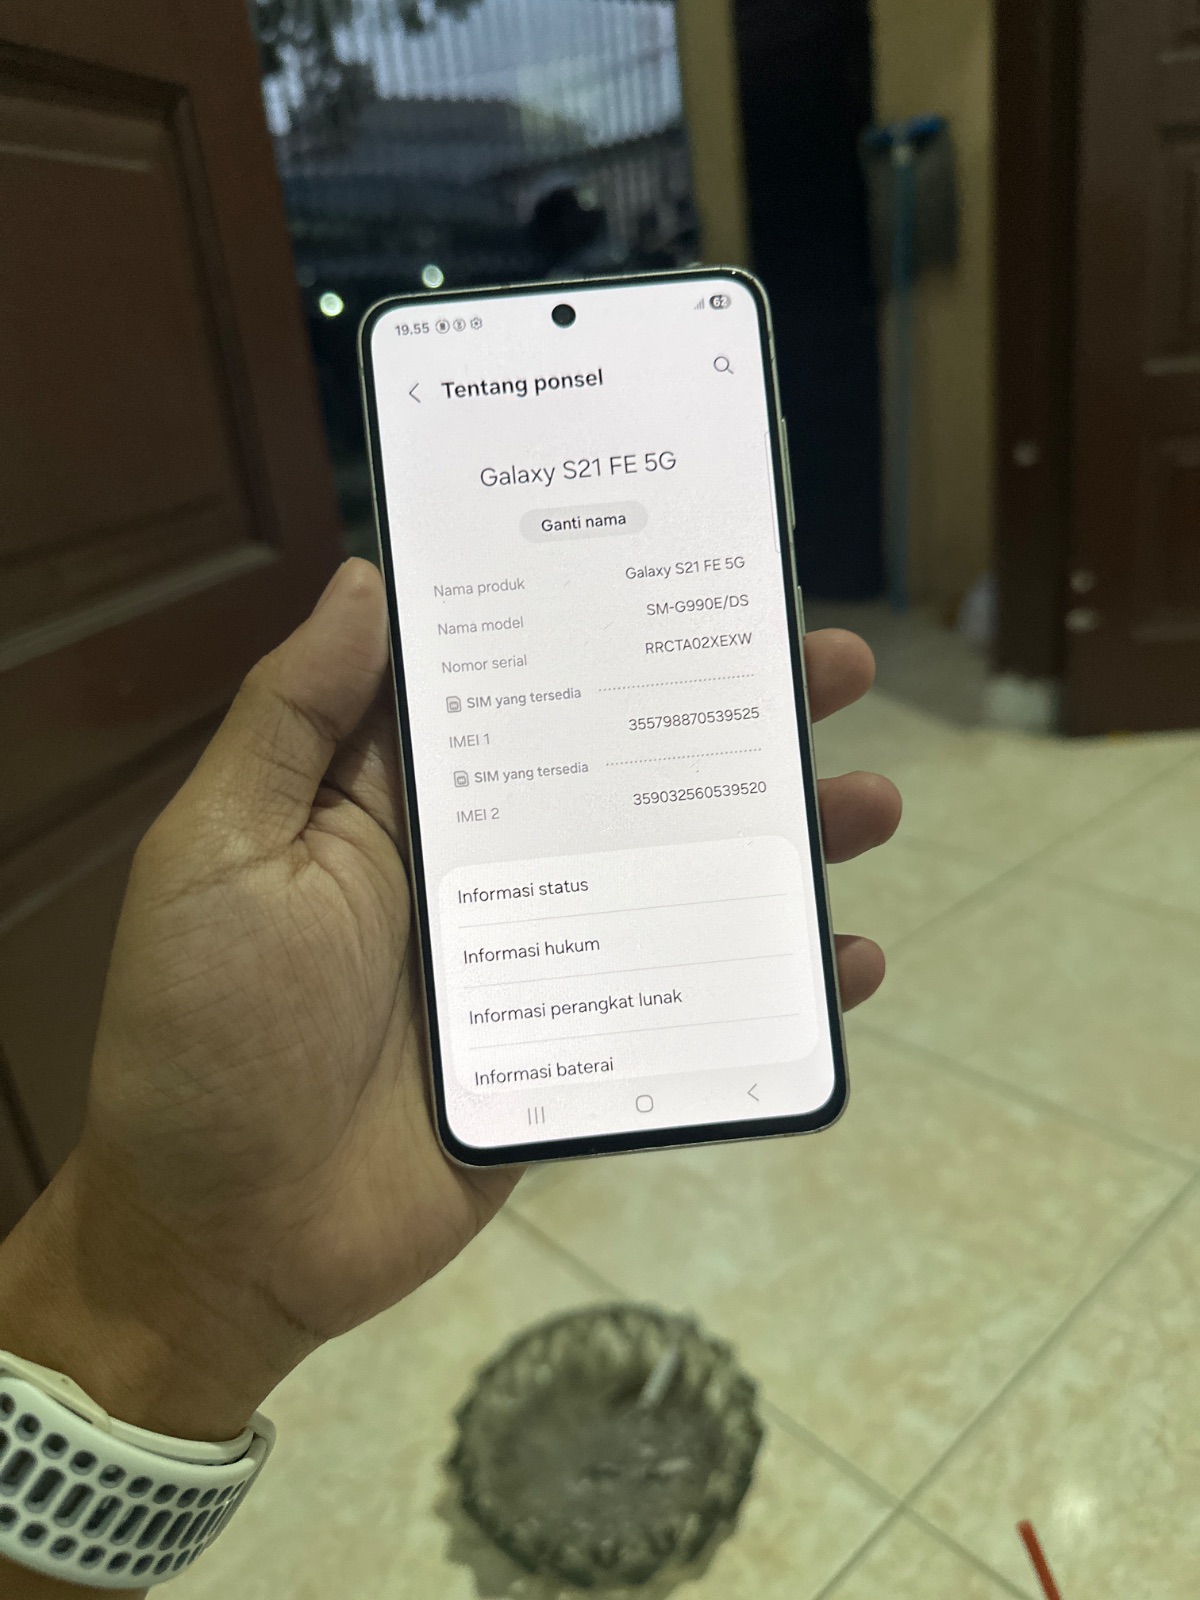 19.55 62
Tentang ponsel
Galaxy S21 FE 5G
Ganti nama
Nama produk Galaxy S21 FE 5G
Nama model SM-G990E/DS
Nomor serial RRCTA02XEXW
SIM yang tersedia
IMEI 1 355798870539525
SIM yang tersedia
IMEI 2 359032560539520
Informasi status
Informasi hukum
Informasi perangkat lunak
Informasi baterai